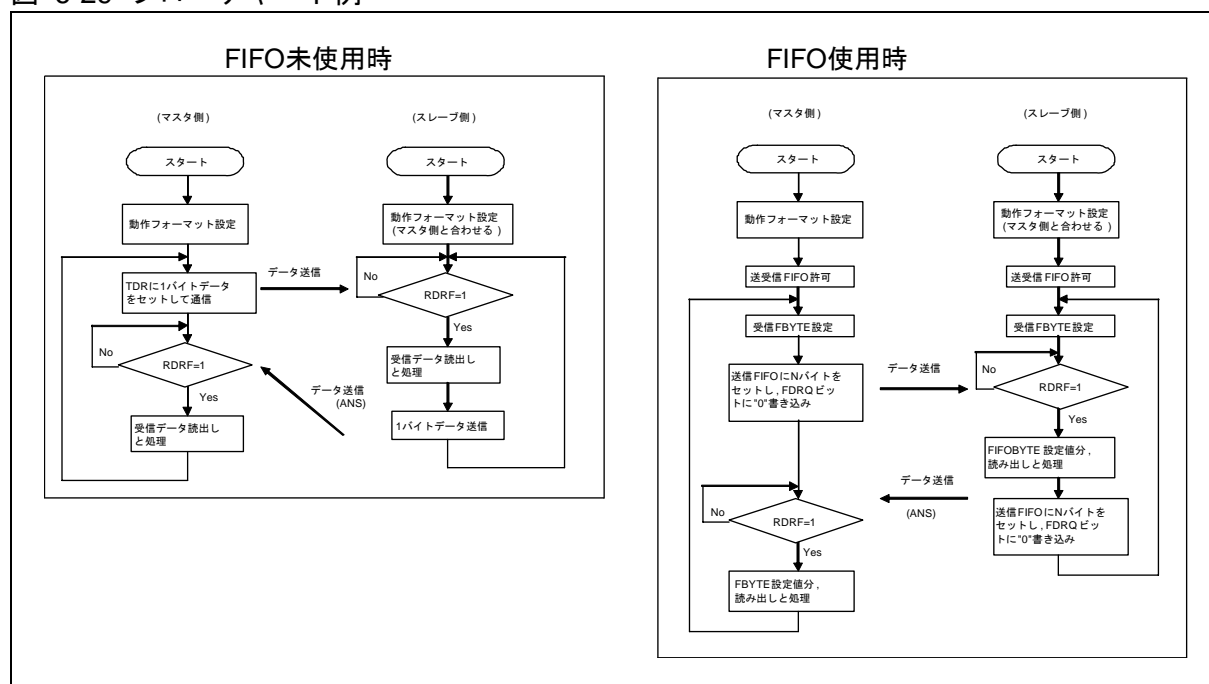 FIFO未使用時
(マスタ側)
スタート
動作フォーマット設定
TDRに1バイトデータ
をセットして通信
No
RDRF=1
Yes
受信データ読出し
と処理
データ送信
データ送信
(ANS)
(スレーブ側)
スタート
動作フォーマット設定
(マスタ側と合わせる)
No
RDRF=1
Yes
受信データ読出し
と処理
1バイトデータ送信
FIFO使用時
(マスタ側)
スタート
動作フォーマット設定
送受信FIFO許可
受信FBYTE設定
送信FIFOにNバイトを
セットし,FDRQビッ
トに"0"書き込み
No
RDRF=1
Yes
FBYTE設定値分,
読み出しと処理
データ送信
データ送信
(ANS)
(スレーブ側)
スタート
動作フォーマット設定
(マスタ側と合わせる)
送受信FIFO許可
受信FBYTE設定
No
RDRF=1
Yes
FIFOBYTE設定値分,
読み出しと処理
送信FIFOにNバイトを
セットし,FDRQビッ
トに"0"書き込み